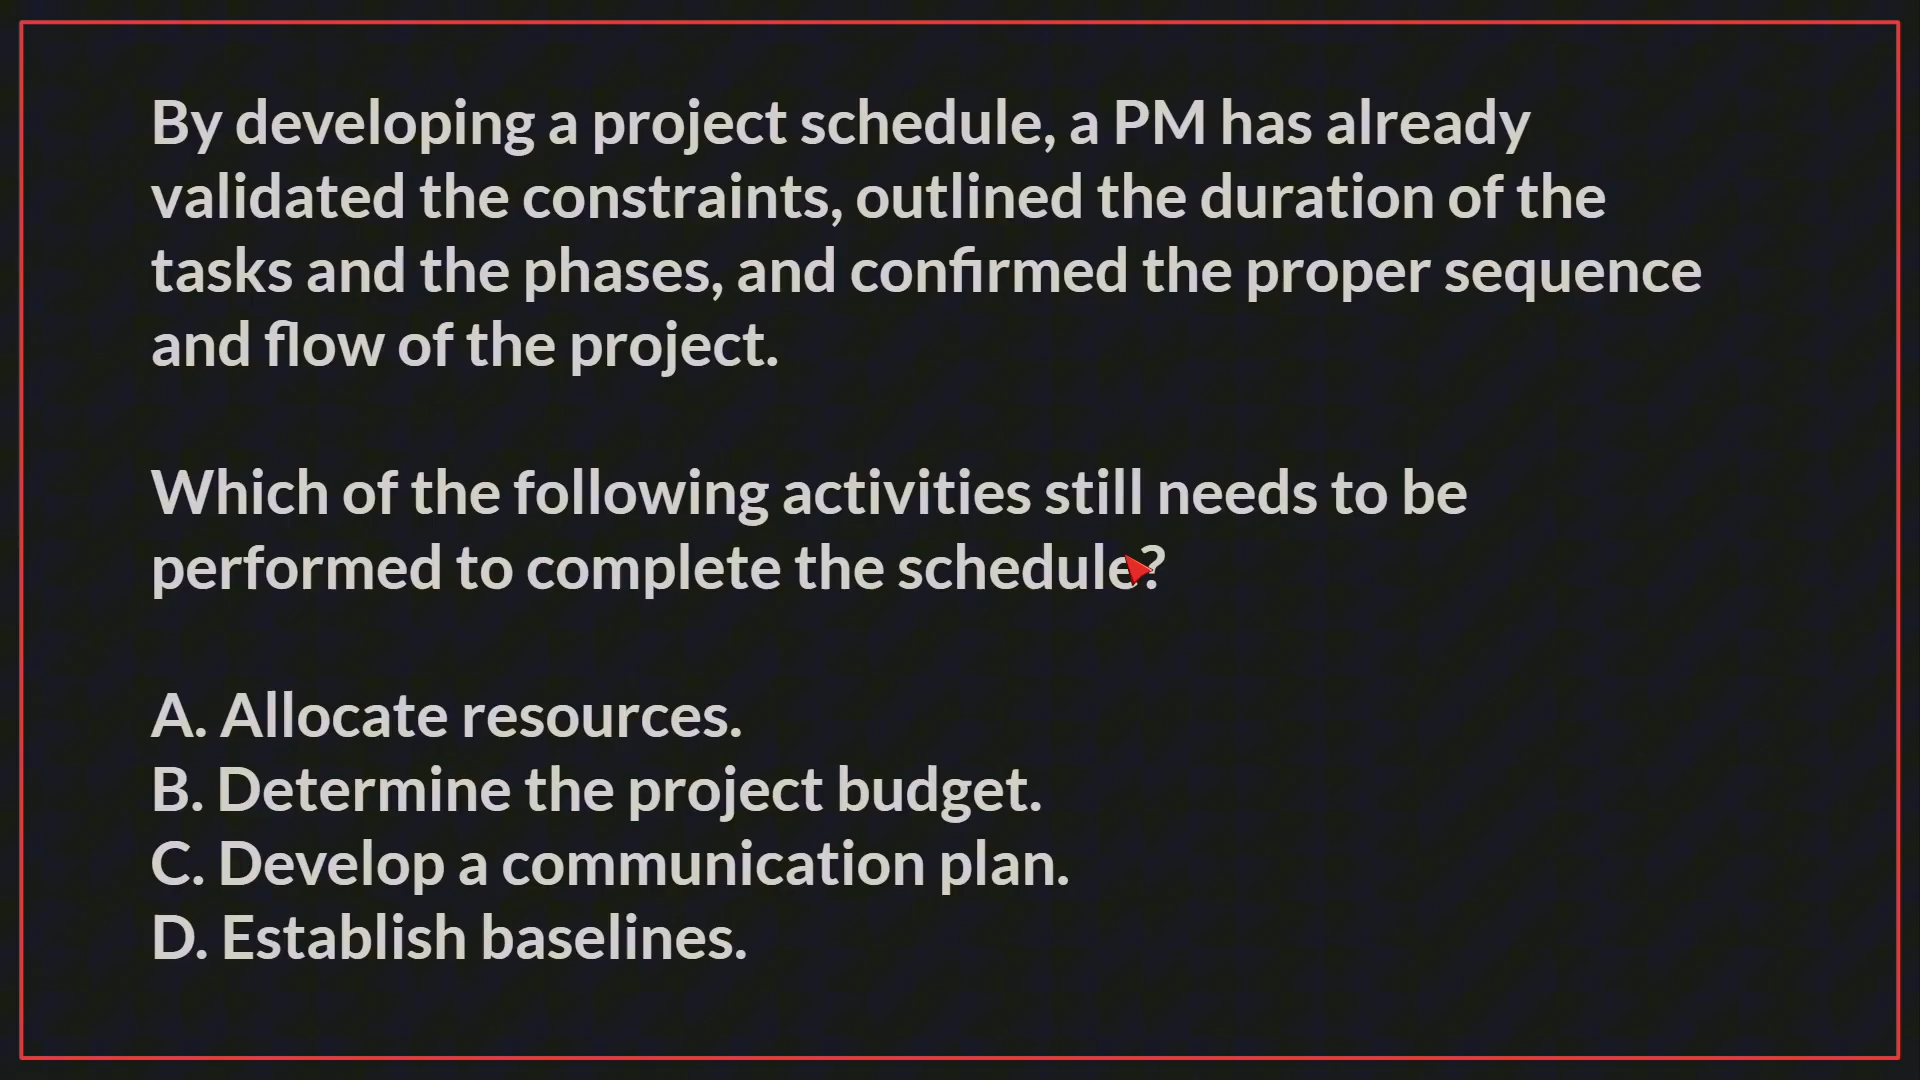 By developing a project schedule, a PM has already
validated the constraints, outlined the duration of the
tasks and the phases, and confirmed the proper sequence
and flow of the project.
Which of the following activities still needs to be
performed to complete the schedule?
A. Allocate resources.
B. Determine the project budget.
C. Develop a communication plan.
D. Establish baselines.